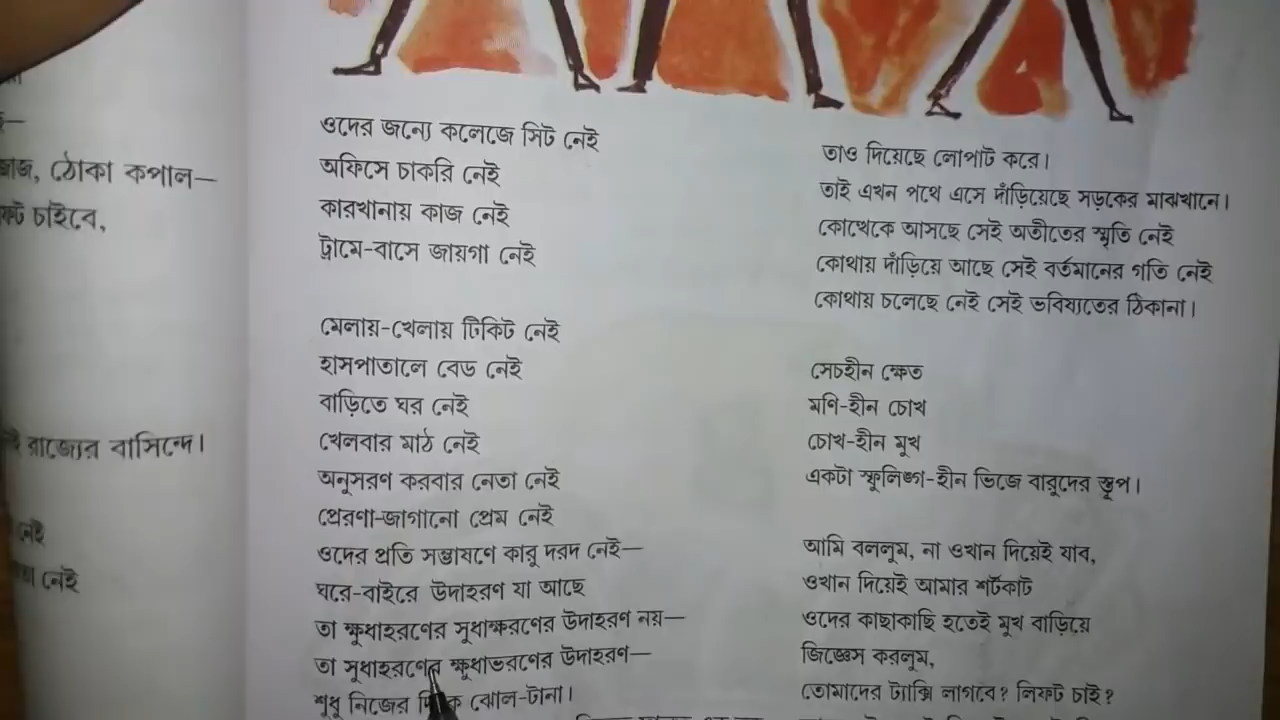 কাজ, ঠোকা কপাল—
চাইবে,
রাজ্যের বাসিন্দে।
নেই
নেই
ওদের জন্যে কলেজে সিট নেই
অফিসে চাকরি নেই
কারখানায় কাজ নেই
ট্রামে-বাসে জায়গা নেই
মেলায়-খেলায় টিকিট নেই
হাসপাতালে বেড নেই
বাড়িতে ঘর নেই
খেলবার মাঠ নেই
অনুসরণ করবার নেতা নেই
প্রেরণা-জাগানো প্রেম নেই
ওদের প্রতি সম্ভাষণে কারু দরদ নেই—
ঘরে-বাইরে উদাহরণ যা আছে
তা ক্ষুধাহরণের সুধাক্ষরণের উদাহরণ নয়—
তা সুধাহরণের ক্ষুধাভরণের উদাহরণ—
শুধু নিজের ঝোল-টানা।
তাও দিয়েছে লোপাট করে।
তাই এখন পথে এসে দাঁড়িয়েছে সড়কের মাঝখানে।
কোত্থেকে আসছে সেই অতীতের স্মৃতি নেই
কোথায় দাঁড়িয়ে আছে সেই বর্তমানের গতি নেই
কোথায় চলেছে নেই সেই ভবিষ্যতের ঠিকানা।
সেচহীন ক্ষেত
মণি-হীন চোখ
চোখ-হীন মুখ
একটা স্ফুলিঙ্গ-হীন ভিজে বারুদের স্তূপ।
আমি বললুম, না ওখান দিয়েই যাব,
ওখান দিয়েই আমার শর্টকাট
ওদের কাছাকাছি হতেই মুখ বাড়িয়ে
জিজ্ঞেস করলুম,
তোমাদের ট্যাক্সি লাগবে? লিফট চাই?